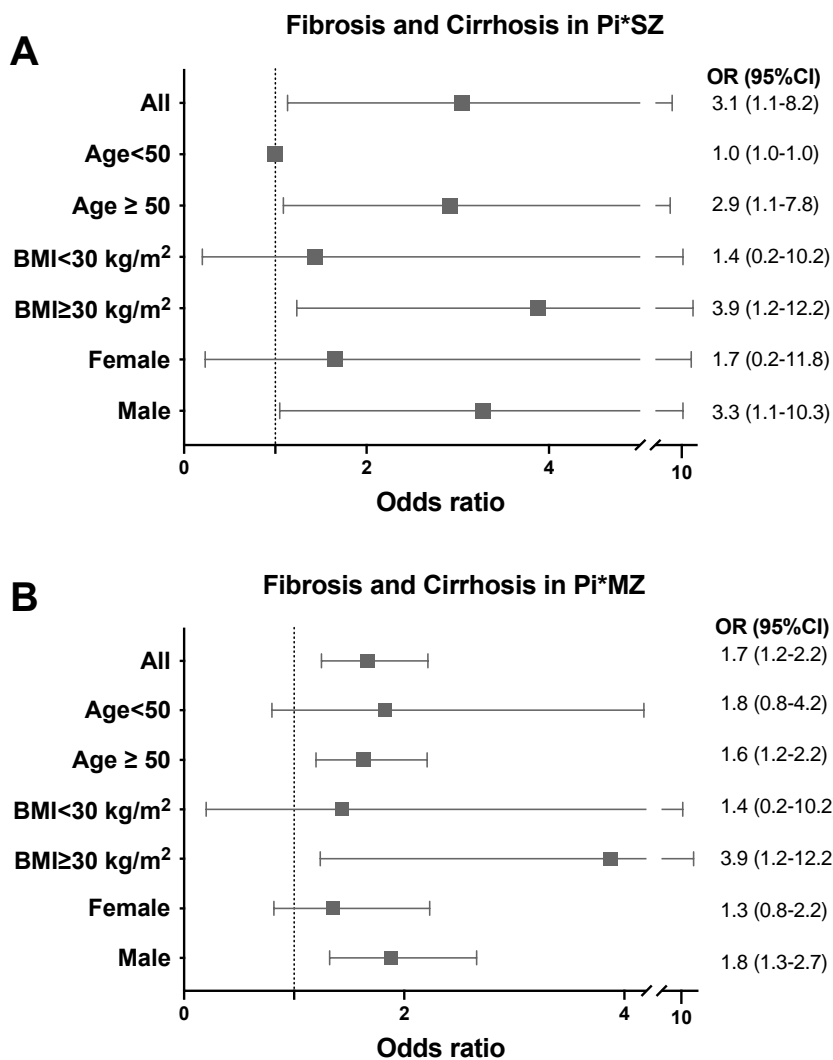 Fibrosis and Cirrhosis in Pi*SZ
A
OR (95%CI)
All 3.1 (1.1-8.2)
Age<50 1.0 (1.0-1.0)
Age ≥ 50 2.9 (1.1-7.8)
BMI<30 kg/m² 1.4 (0.2-10.2)
BMI≥30 kg/m² 3.9 (1.2-12.2)
Female 1.7 (0.2-11.8)
Male 3.3 (1.1-10.3)
0 2 4 10
Odds ratio
Fibrosis and Cirrhosis in Pi*MZ
B
OR (95%CI)
All 1.7 (1.2-2.2)
Age<50 1.8 (0.8-4.2)
Age ≥ 50 1.6 (1.2-2.2)
BMI<30 kg/m² 1.4 (0.2-10.2
BMI≥30 kg/m² 3.9 (1.2-12.2
Female 1.3 (0.8-2.2)
Male 1.8 (1.3-2.7)
0 2 4 10
Odds ratio